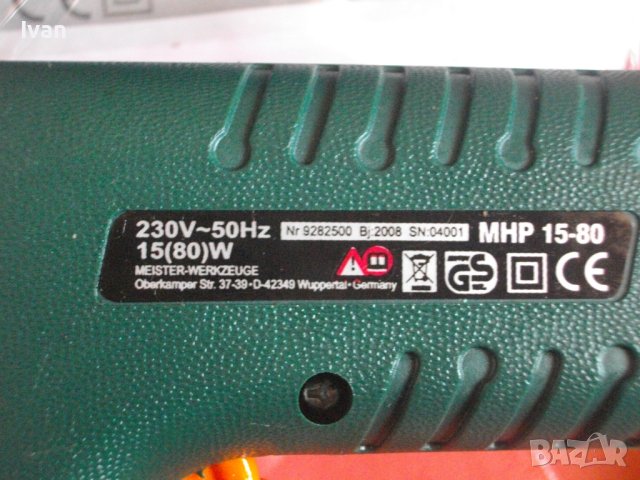 Ivan
230V~50Hz Nr 9282500 Bj:2008 SN:04001 MHP 15-80
15(80)W
MEISTER-WERKZEUGE
Oberkamper Str. 37-39・D-42349 Wuppertal・Germany
GS
CE
BAZAR